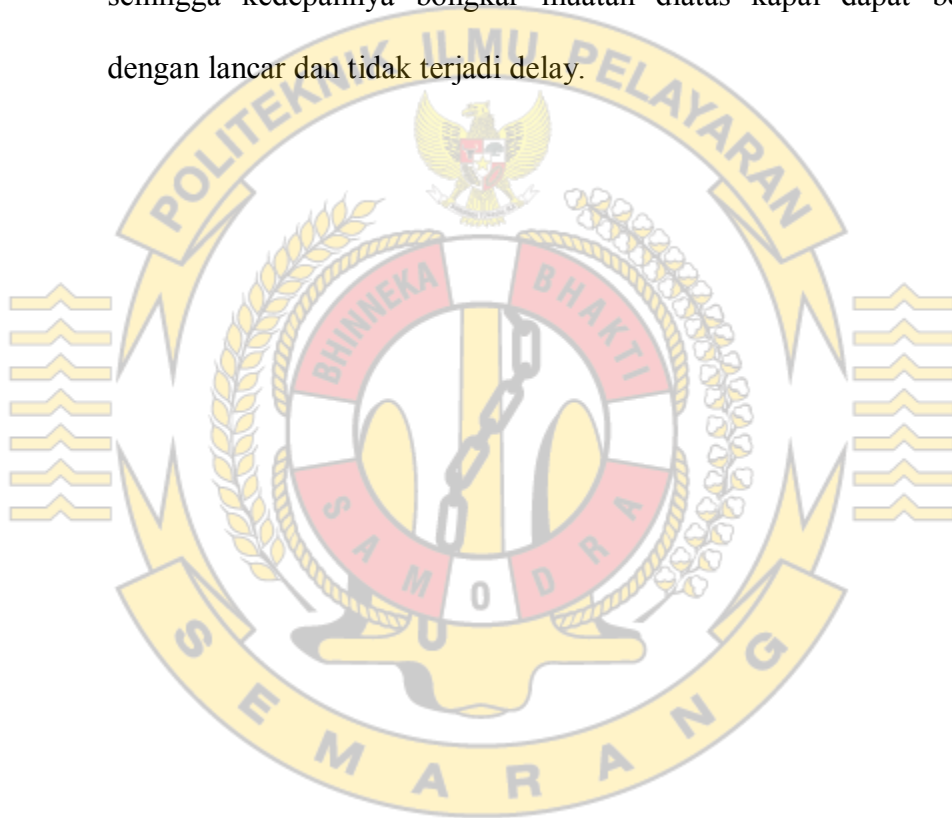 sehingga kedepannya bongkar muatan diatas kapal dapat
dengan lancar dan tidak terjadi delay.
POLITEKNIK ILMU PELAYARAN
BHINNEKA BHAKTI
SAMODRA
SEMARANG